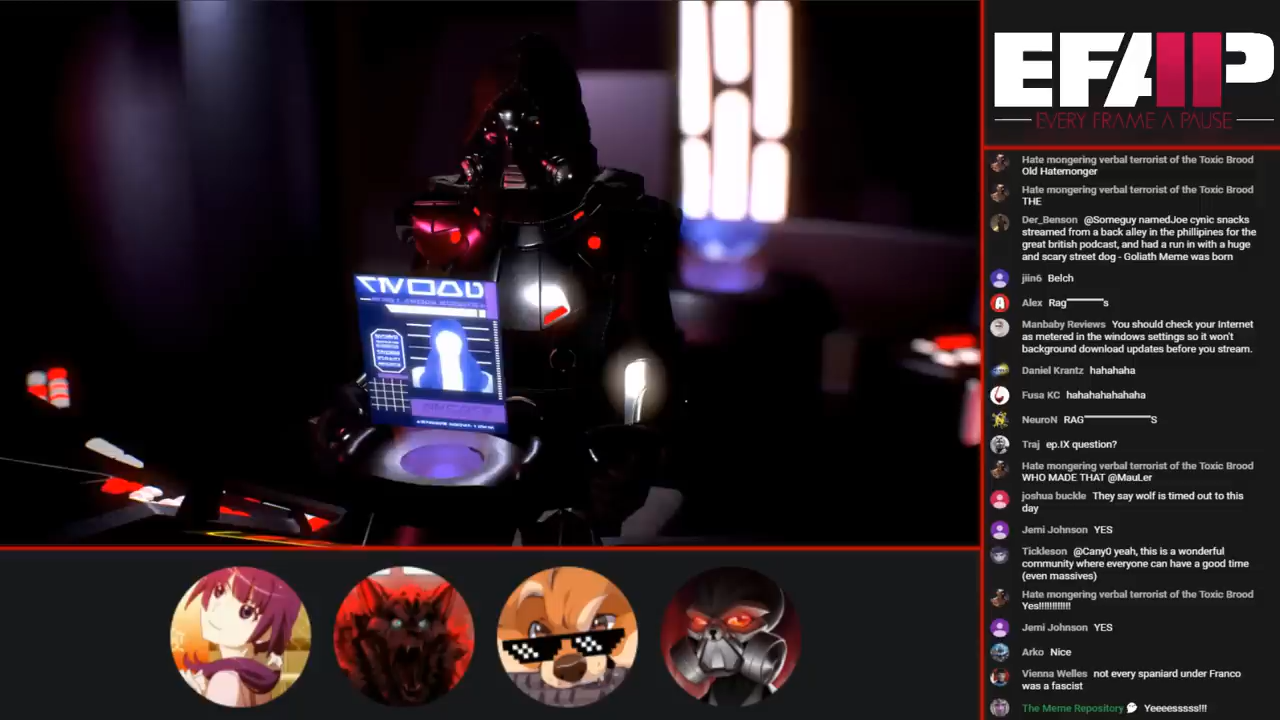 EFAP
EVERY FRAME A PAUSE
Hate mongering verbal terrorist of the Toxic Brood
Old Hatemonger
Hate mongering verbal terrorist of the Toxic Brood
THE
Der_Benson @Someguy namedJoe cynic snacks
streamed from a back alley in the phillipines for the
great british podcast, and had a run in with a huge
and scary street dog - Goliath Meme was born
jiin6 Belch
Alex Rag‾‾‾‾‾s
Manbaby Reviews You should check your Internet
as metered in the windows settings so it won't
background download updates before you stream.
Daniel Krantz hahahaha
Fusa KC hahahahahahaha
NeuroN RAG‾‾‾‾‾‾‾‾‾S
Traj ep.IX question?
Hate mongering verbal terrorist of the Toxic Brood
WHO MADE THAT @MauLer
joshua buckle They say wolf is timed out to this
day
Jemi Johnson YES
Tickleson @Cany0 yeah, this is a wonderful
community where everyone can have a good time
(even massives)
Hate mongering verbal terrorist of the Toxic Brood
Yes!!!!!!!!!!!!
Jemi Johnson YES
Arko Nice
Vienna Welles not every spaniard under Franco
was a fascist
The Meme Repository Yeeeesssss!!!